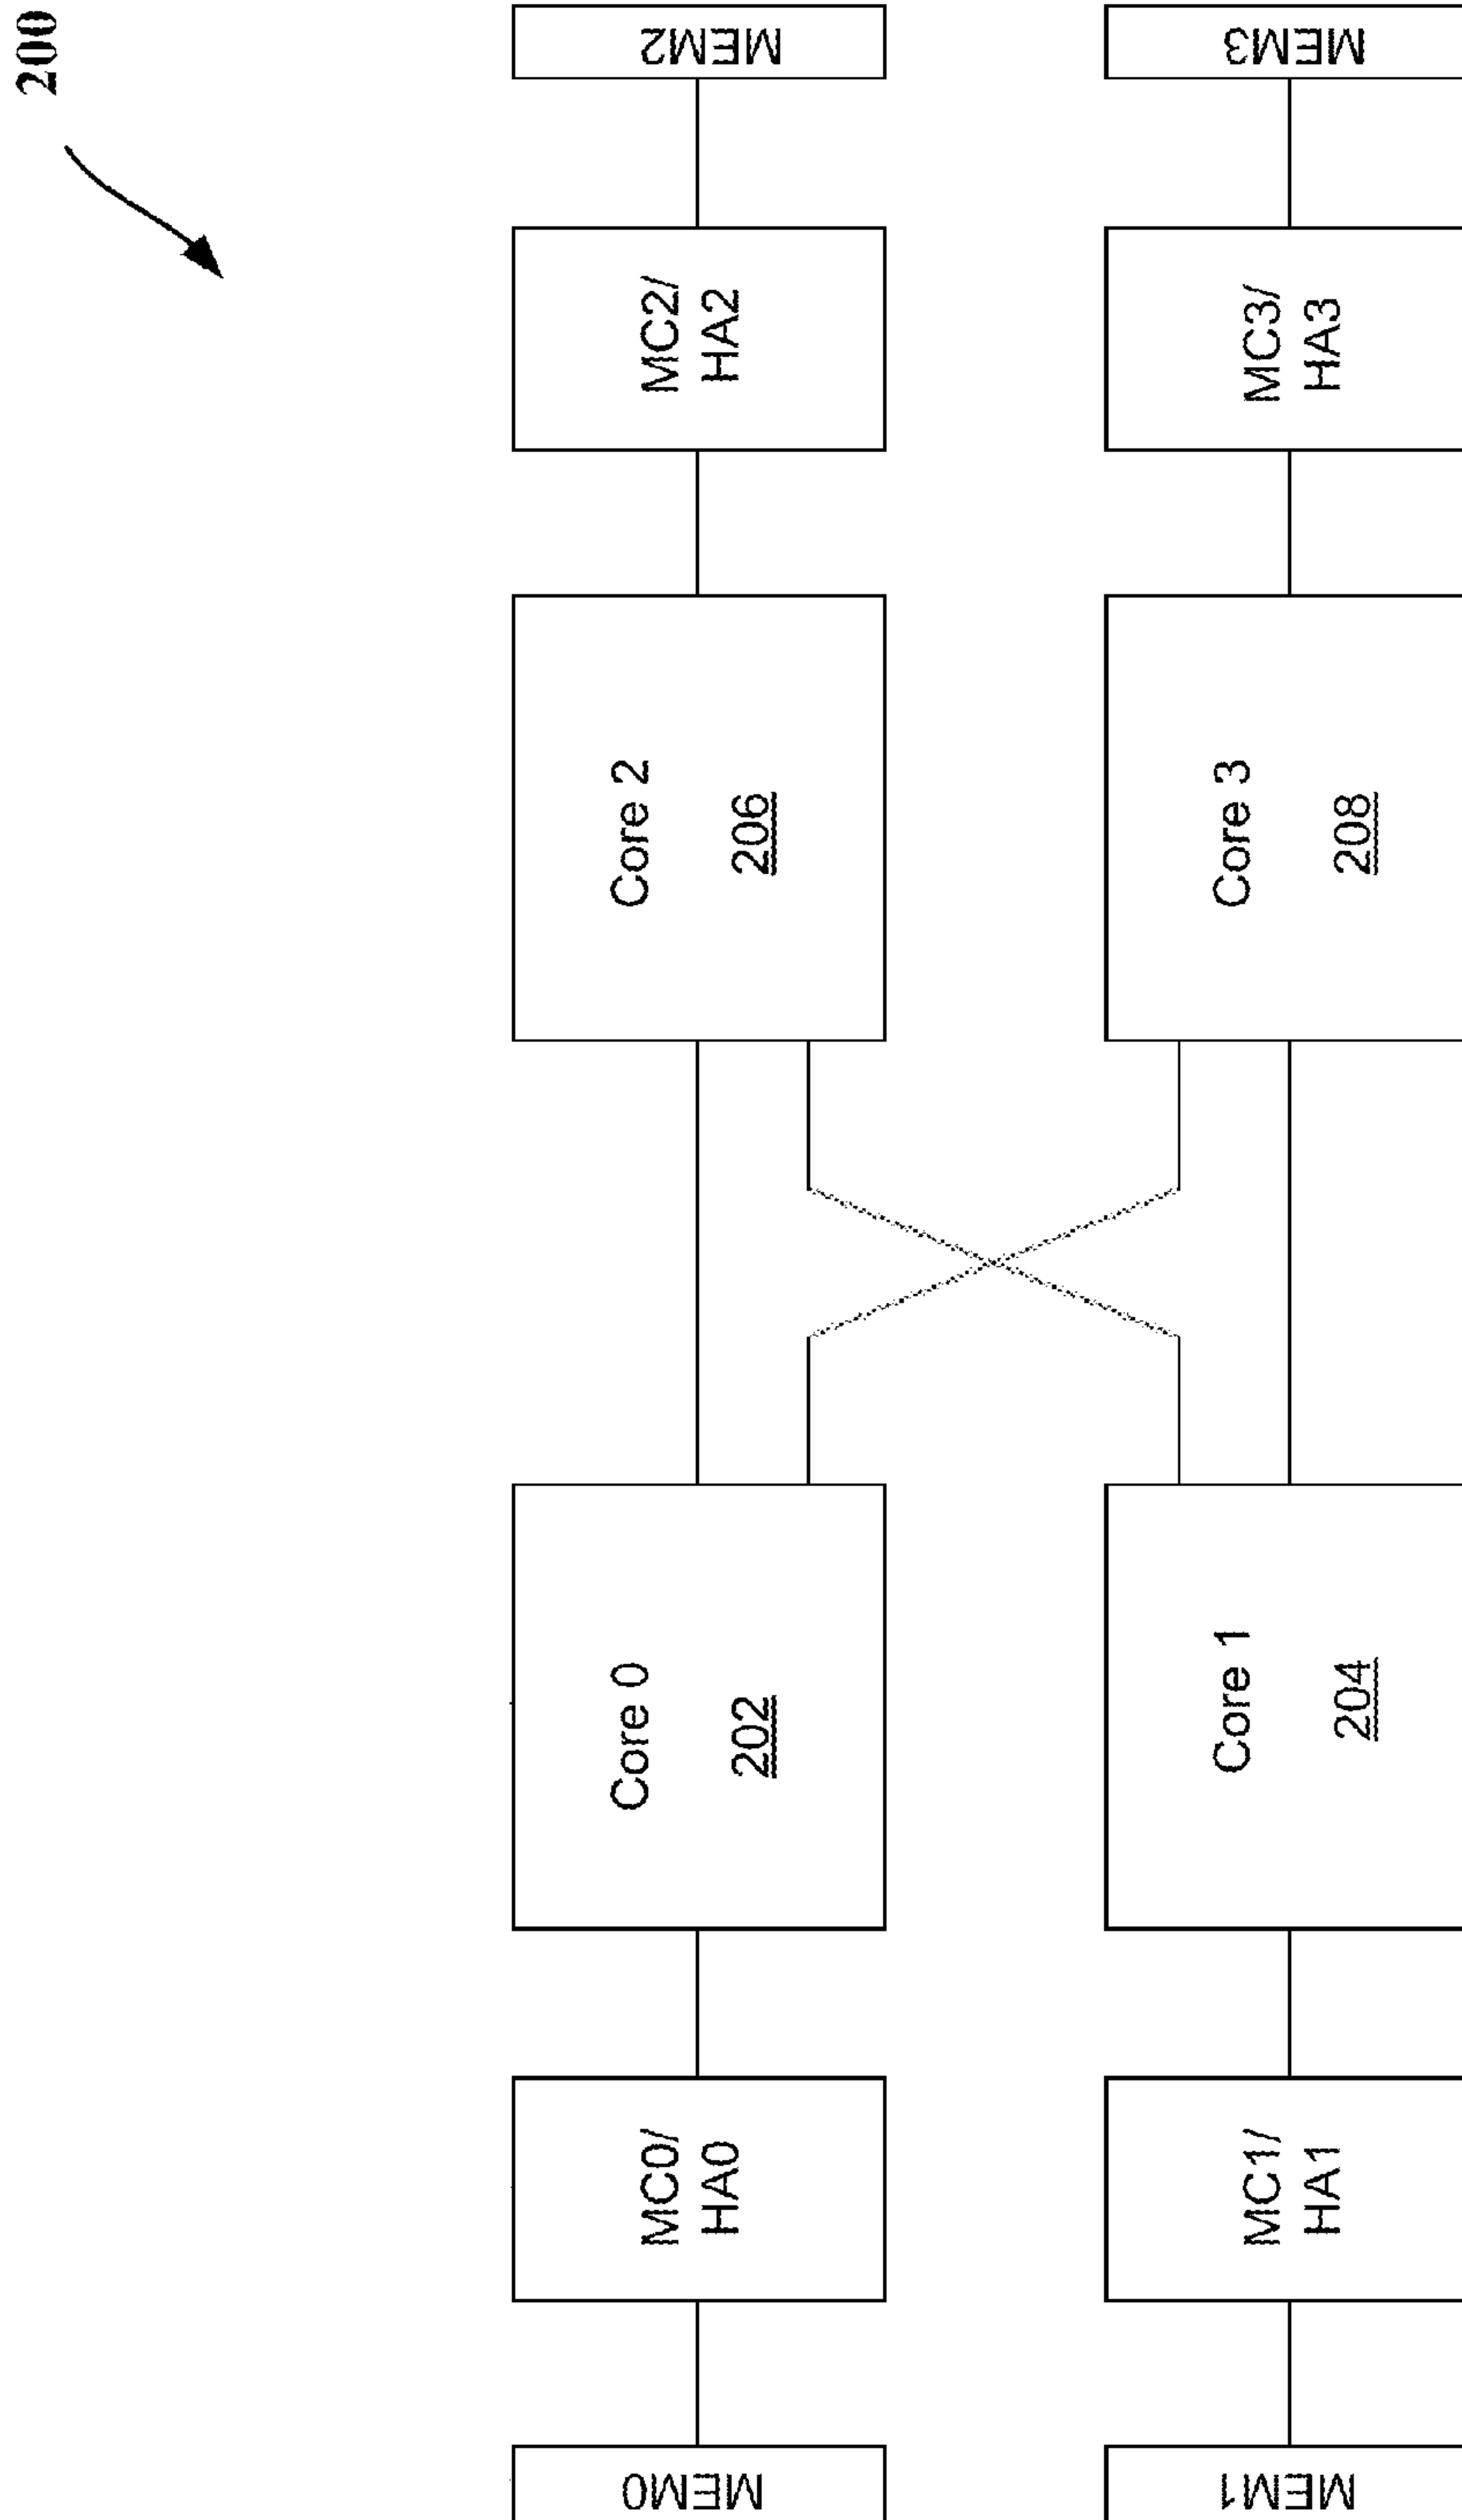 200
MEM0
MC0/
HA0
Core 0
202
Core 2
206
MC2/
HA2
MEM2
MEM1
MC1/
HA1
Core 1
204
Core 3
208
MC3/
HA3
MEM3